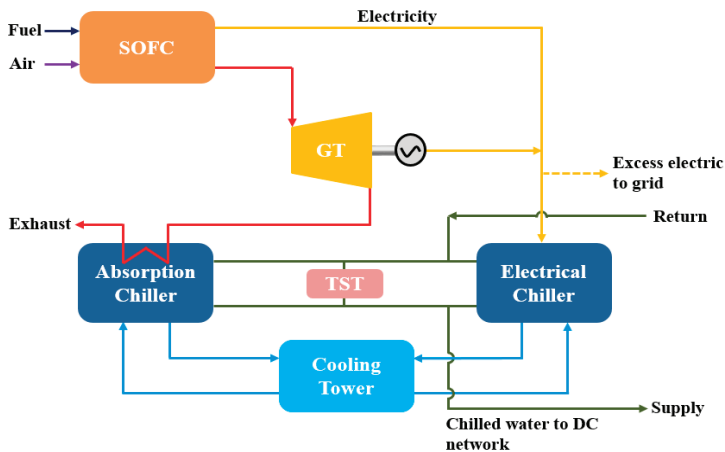 Electricity
Fuel
SOFC
Air
GT
Excess electric
to grid
Exhaust
Return
Absorption
Chiller
TST
Electrical
Chiller
Cooling
Tower
Supply
Chilled water to DC
network